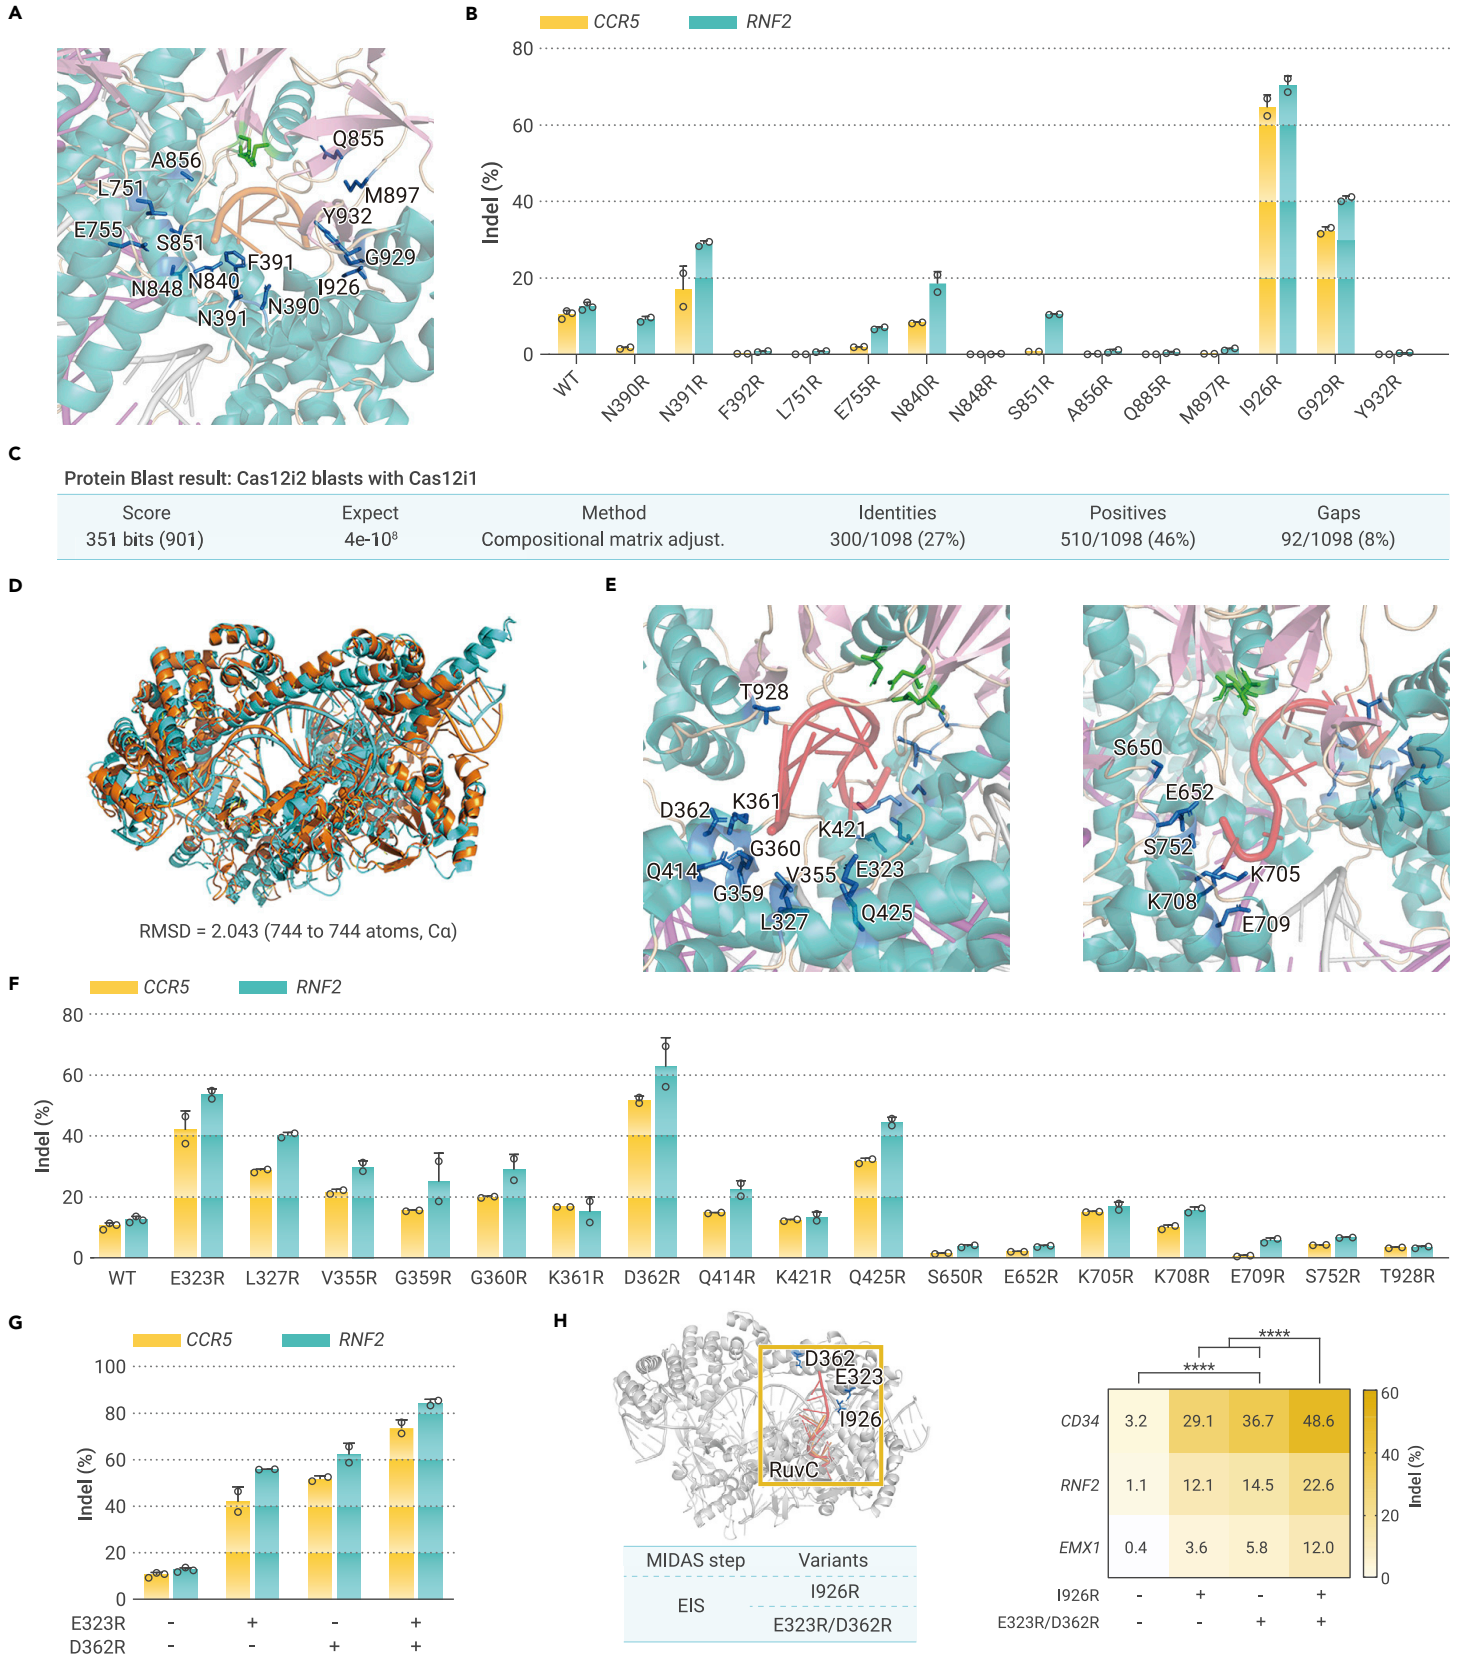 A
Q855
A856
L751
M897
Y932
E755
S851
F391
G929
N848
N840
I926
N391
N390
B
CCR5
RNF2
80
60
40
20
0
Indel (%)
WT
N390R
N391R
F392R
L751R
E755R
N840R
N848R
S851R
A856R
Q885R
M897R
I926R
G929R
Y932R
C
Protein Blast result: Cas12i2 blasts with Cas12i1
Score Expect Method Identities Positives Gaps
351 bits (901) 4e-10⁸ Compositional matrix adjust. 300/1098 (27%) 510/1098 (46%) 92/1098 (8%)
D
RMSD = 2.043 (744 to 744 atoms, Cα)
E
T928
D362
K361
K421
G360
Q414
V355
E323
G359
L327
Q425
S650
E652
S752
K705
K708
E709
F
CCR5
RNF2
80
60
40
20
0
Indel (%)
WT E323R L327R V355R G359R G360R K361R D362R Q414R K421R Q425R S650R E652R K705R K708R E709R S752R T928R
G
CCR5
RNF2
100
80
60
40
20
0
Indel (%)
E323R - + - +
D362R - - + +
H
D362
E323
I926
RuvC
MIDAS step Variants
EIS
I926R
E323R/D362R
****
****
CD34 3.2 29.1 36.7 48.6
RNF2 1.1 12.1 14.5 22.6
EMX1 0.4 3.6 5.8 12.0
60
40
20
0
Indel (%)
I926R - + - +
E323R/D362R - - + +